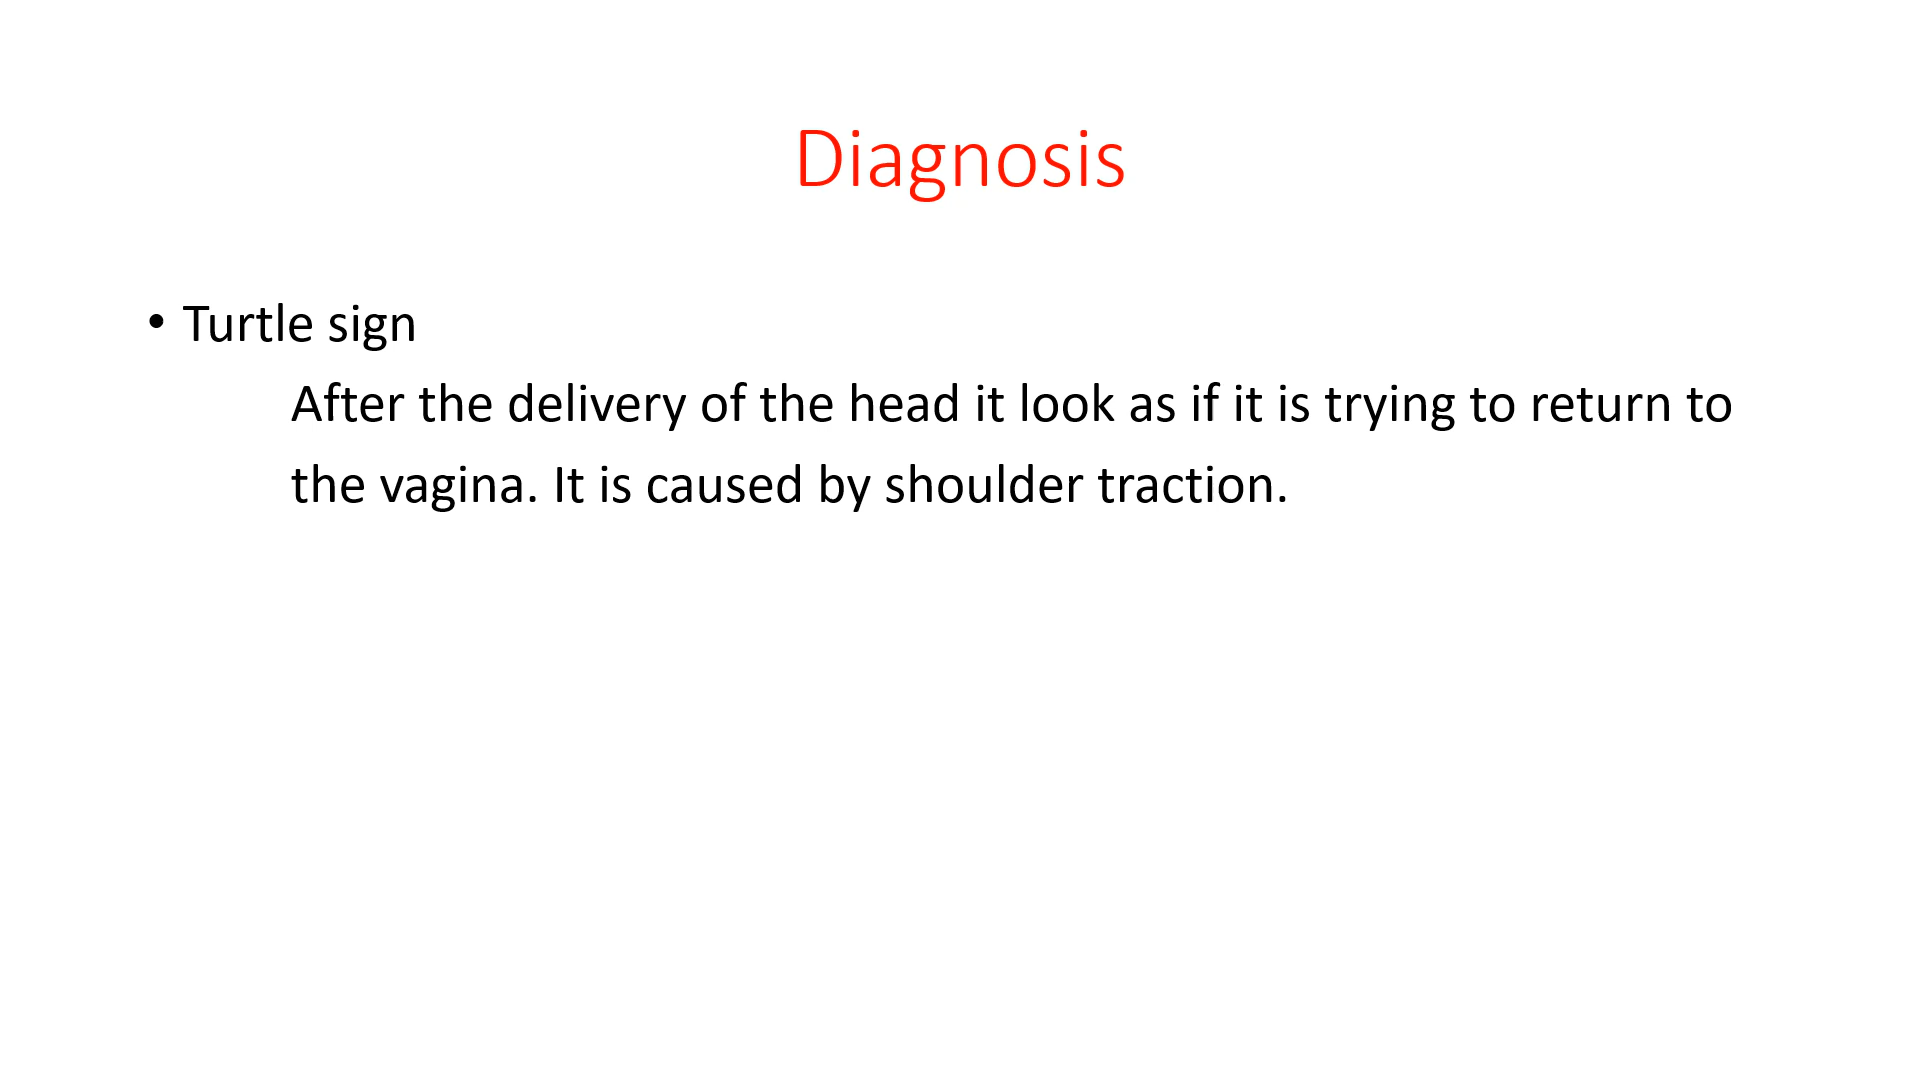 Diagnosis
• Turtle sign
After the delivery of the head it look as if it is trying to return to
the vagina. It is caused by shoulder traction.